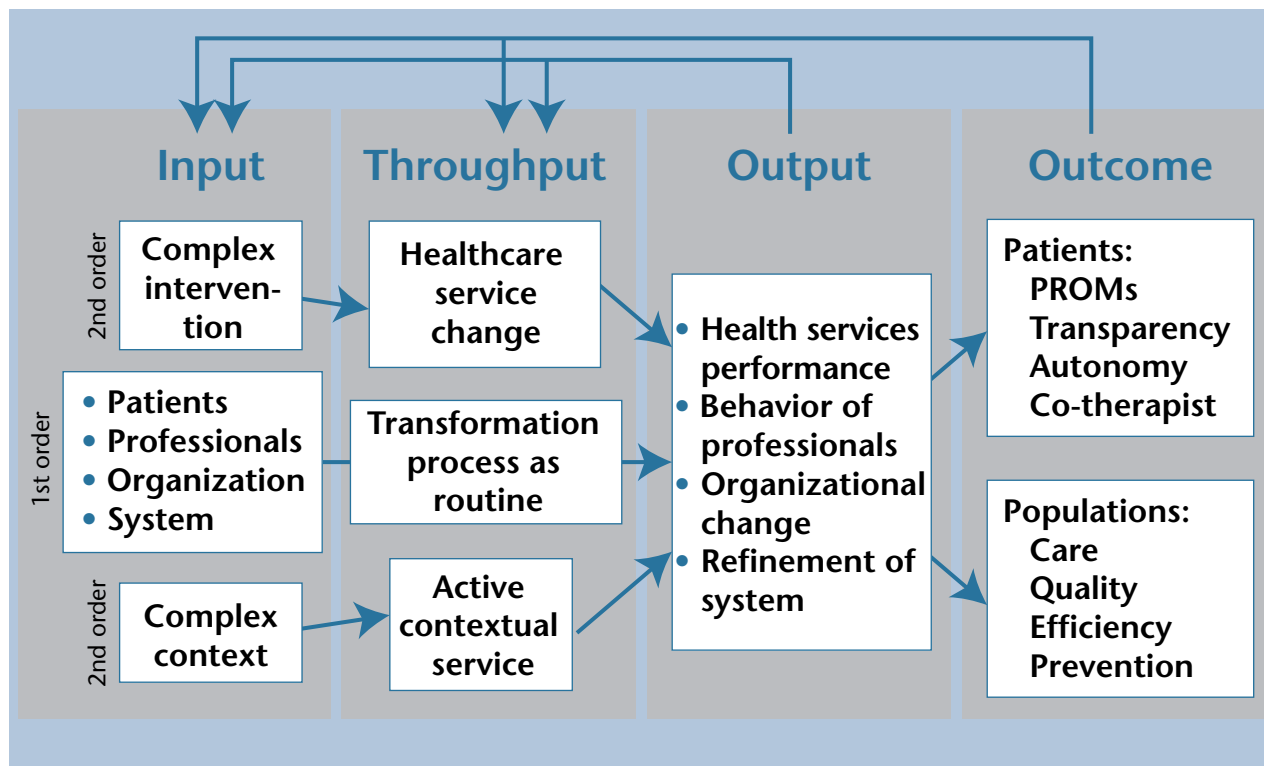 Input
Throughput
Output
Outcome
2nd order
Complex
interven-
tion
1st order
• Patients
• Professionals
• Organization
• System
2nd order
Complex
context
Healthcare
service
change
Transformation
process as
routine
Active
contextual
service
• Health services
performance
• Behavior of
professionals
• Organizational
change
• Refinement of
system
Patients:
PROMs
Transparency
Autonomy
Co-therapist
Populations:
Care
Quality
Efficiency
Prevention